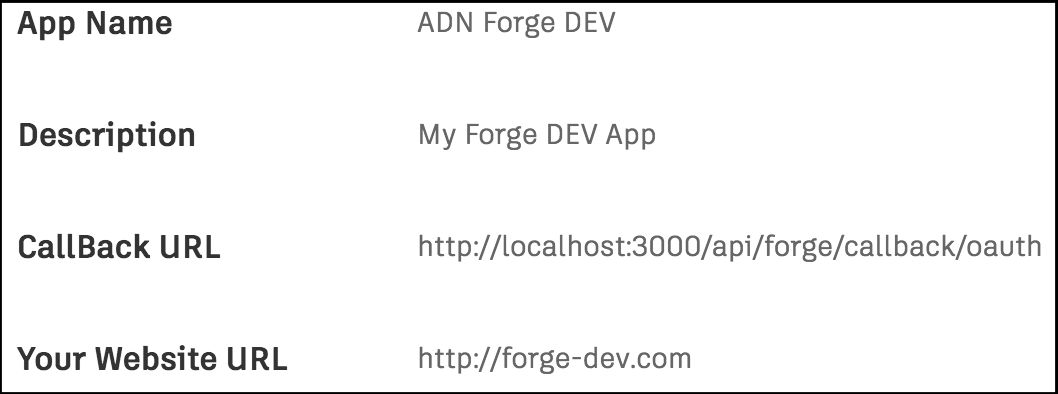 App Name ADN Forge DEV
Description My Forge DEV App
CallBack URL http://localhost:3000/api/forge/callback/oauth
Your Website URL http://forge-dev.com